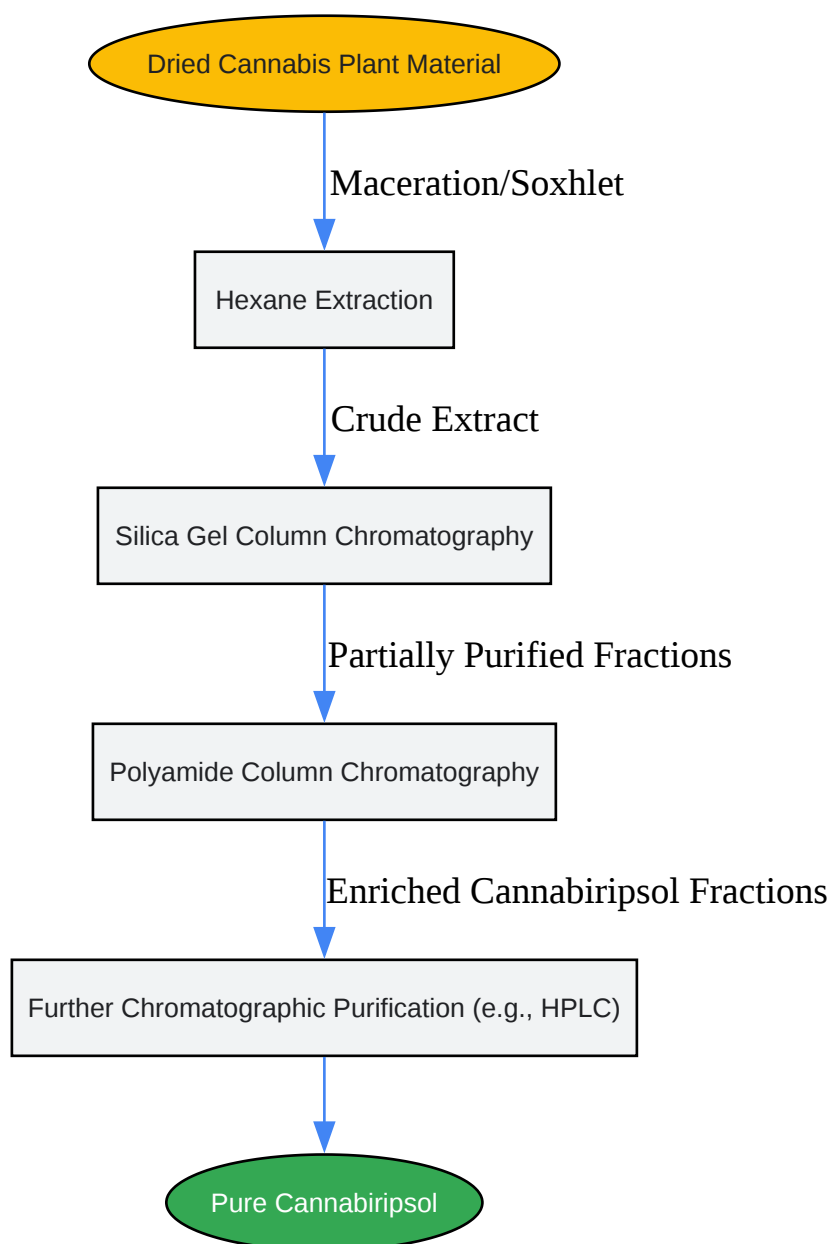 Dried Cannabis Plant Material
Maceration/Soxhlet
Hexane Extraction
Crude Extract
Silica Gel Column Chromatography
Partially Purified Fractions
Polyamide Column Chromatography
Enriched Cannabiripsol Fractions
Further Chromatographic Purification (e.g., HPLC)
Pure Cannabiripsol